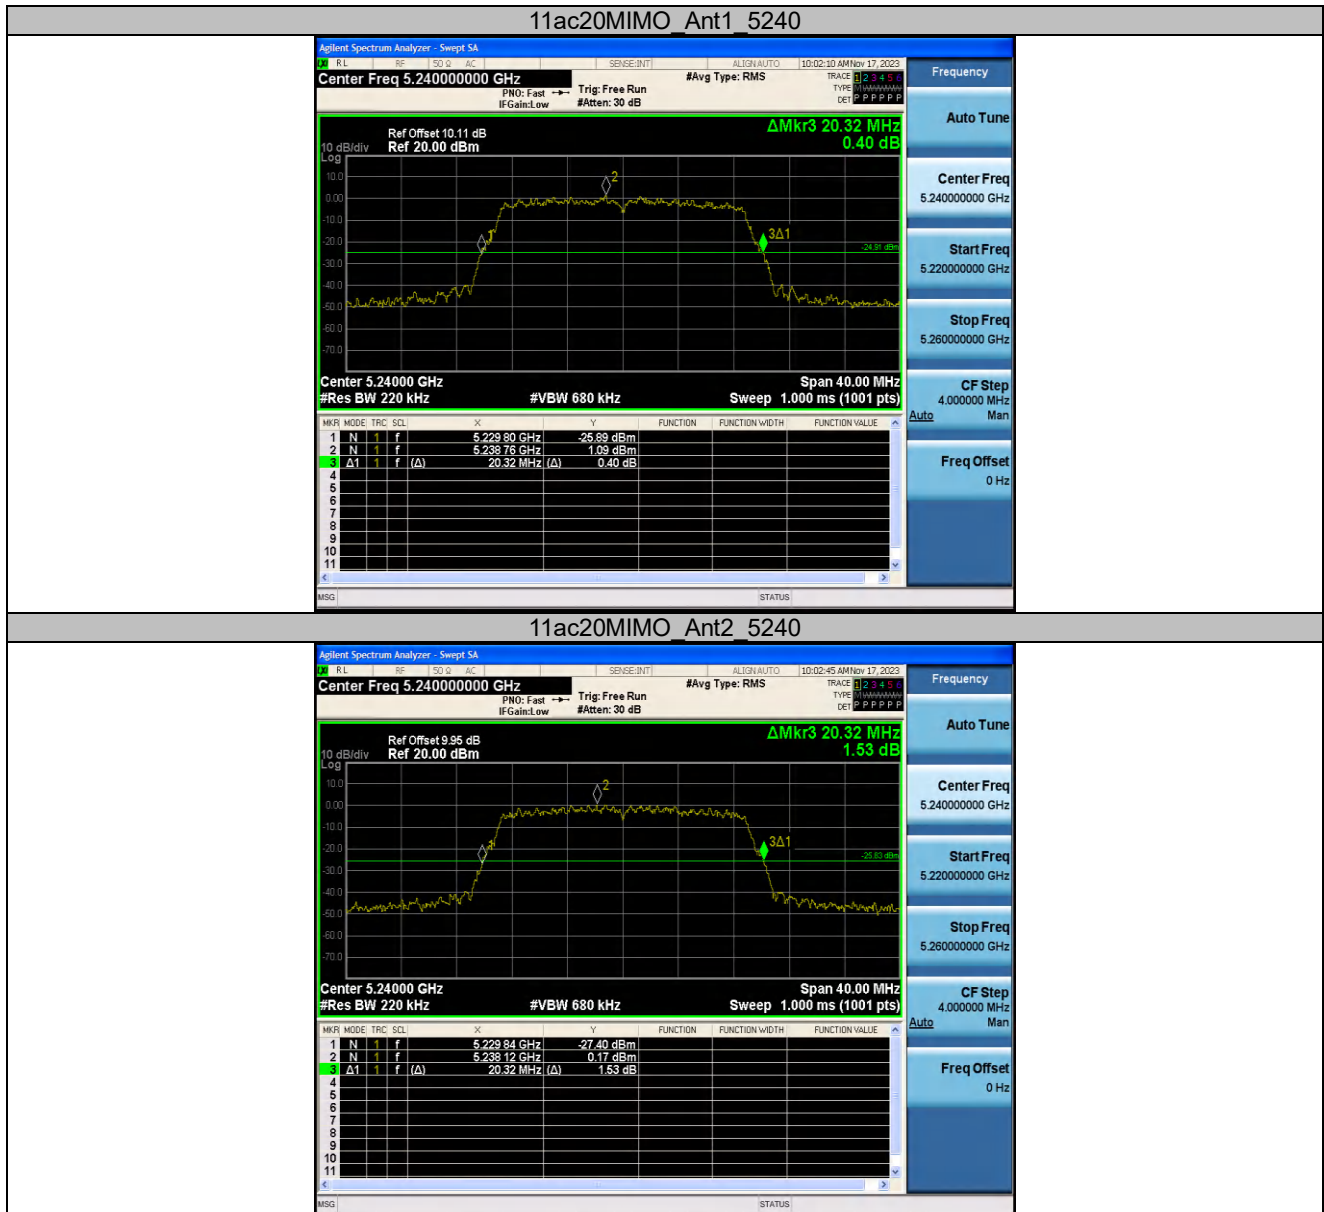 11ac20MIMO_Ant1_5240
Agilent Spectrum Analyzer - Swept SA
RL RF 50 Ω AC SENSE:INT ALIGNAUTO 10:02:10 AM Nov 17, 2023
Center Freq 5.240000000 GHz #Avg Type: RMS TRACE 1 2 3 4 5 6
PNO: Fast Trig: Free Run TYPE M
IFGain:Low #Atten: 30 dB DET P P P P P P
Frequency
Auto Tune
Center Freq
5.240000000 GHz
Start Freq
5.220000000 GHz
Stop Freq
5.260000000 GHz
CF Step
4.000000 MHz
Auto Man
Freq Offset
0 Hz
ΔMkr3 20.32 MHz
0.40 dB
Ref Offset 10.11 dB
10 dB/div Ref 20.00 dBm
Log
10.0
0.00
-10.0
-20.0
-30.0
-40.0
-50.0
-60.0
-70.0
2
1
3Δ1
-24.91 dBm
Center 5.24000 GHz Span 40.00 MHz
#Res BW 220 kHz #VBW 680 kHz Sweep 1.000 ms (1001 pts)
MKR MODE TRC SCL X Y FUNCTION FUNCTION WIDTH FUNCTION VALUE
1 N 1 f 5.229 80 GHz -25.89 dBm
2 N 1 f 5.238 76 GHz 1.09 dBm
3 Δ1 1 f (Δ) 20.32 MHz (Δ) 0.40 dB
4
5
6
7
8
9
10
11
MSG STATUS
11ac20MIMO_Ant2_5240
Agilent Spectrum Analyzer - Swept SA
RL RF 50 Ω AC SENSE:INT ALIGNAUTO 10:02:45 AM Nov 17, 2023
Center Freq 5.240000000 GHz #Avg Type: RMS TRACE 1 2 3 4 5 6
PNO: Fast Trig: Free Run TYPE M
IFGain:Low #Atten: 30 dB DET P P P P P P
Frequency
Auto Tune
Center Freq
5.240000000 GHz
Start Freq
5.220000000 GHz
Stop Freq
5.260000000 GHz
CF Step
4.000000 MHz
Auto Man
Freq Offset
0 Hz
ΔMkr3 20.32 MHz
1.53 dB
Ref Offset 9.95 dB
10 dB/div Ref 20.00 dBm
Log
10.0
0.00
-10.0
-20.0
-30.0
-40.0
-50.0
-60.0
-70.0
2
1
3Δ1
-25.83 dBm
Center 5.24000 GHz Span 40.00 MHz
#Res BW 220 kHz #VBW 680 kHz Sweep 1.000 ms (1001 pts)
MKR MODE TRC SCL X Y FUNCTION FUNCTION WIDTH FUNCTION VALUE
1 N 1 f 5.229 84 GHz -27.40 dBm
2 N 1 f 5.238 12 GHz 0.17 dBm
3 Δ1 1 f (Δ) 20.32 MHz (Δ) 1.53 dB
4
5
6
7
8
9
10
11
MSG STATUS